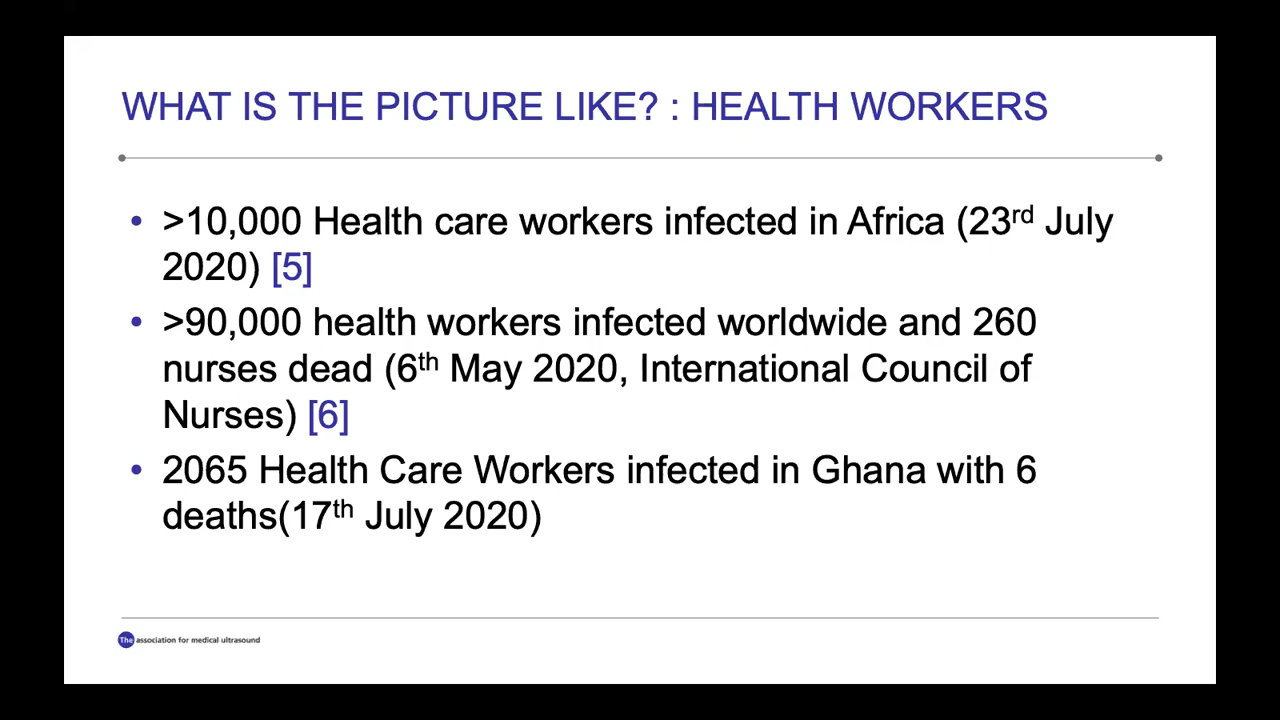 WHAT IS THE PICTURE LIKE? : HEALTH WORKERS
• >10,000 Health care workers infected in Africa (23rd July
2020) [5]
• >90,000 health workers infected worldwide and 260
nurses dead (6th May 2020, International Council of
Nurses) [6]
• 2065 Health Care Workers infected in Ghana with 6
deaths(17th July 2020)
The association for medical ultrasound